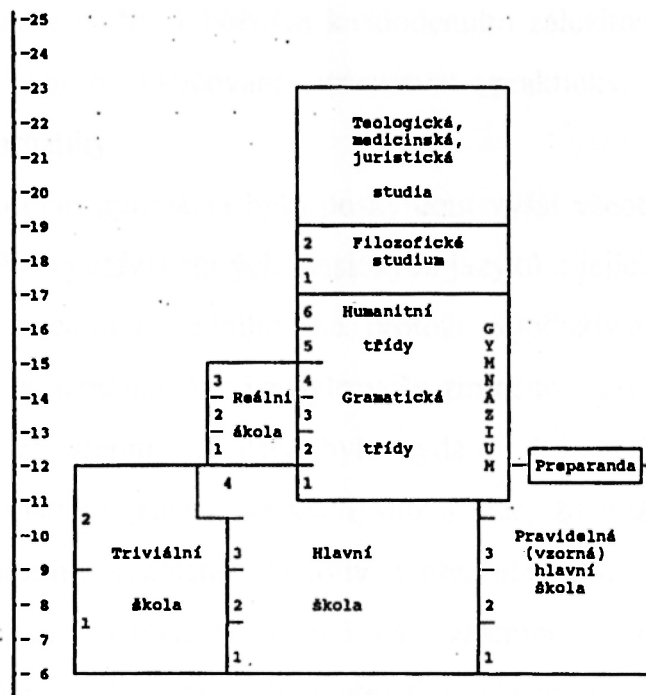 -25
-24
-23
-22
-21
-20
-19
-18
-17
-16
-15
-14
-13
-12
-11
-10
-9
-8
-7
-6
Teologická,
medicinská,
juristická
studia
2
1
Filozofické
studium
6
5
4
3
2
1
Humanitní
třídy
Gramatická
třídy
GYMNÁZIUM
3
2
1
Reálni
škola
Preparanda
2
1
Triviální
škola
4
3
2
1
Hlavní
škola
3
2
1
Pravidelná
(vzorná)
hlavní
škola